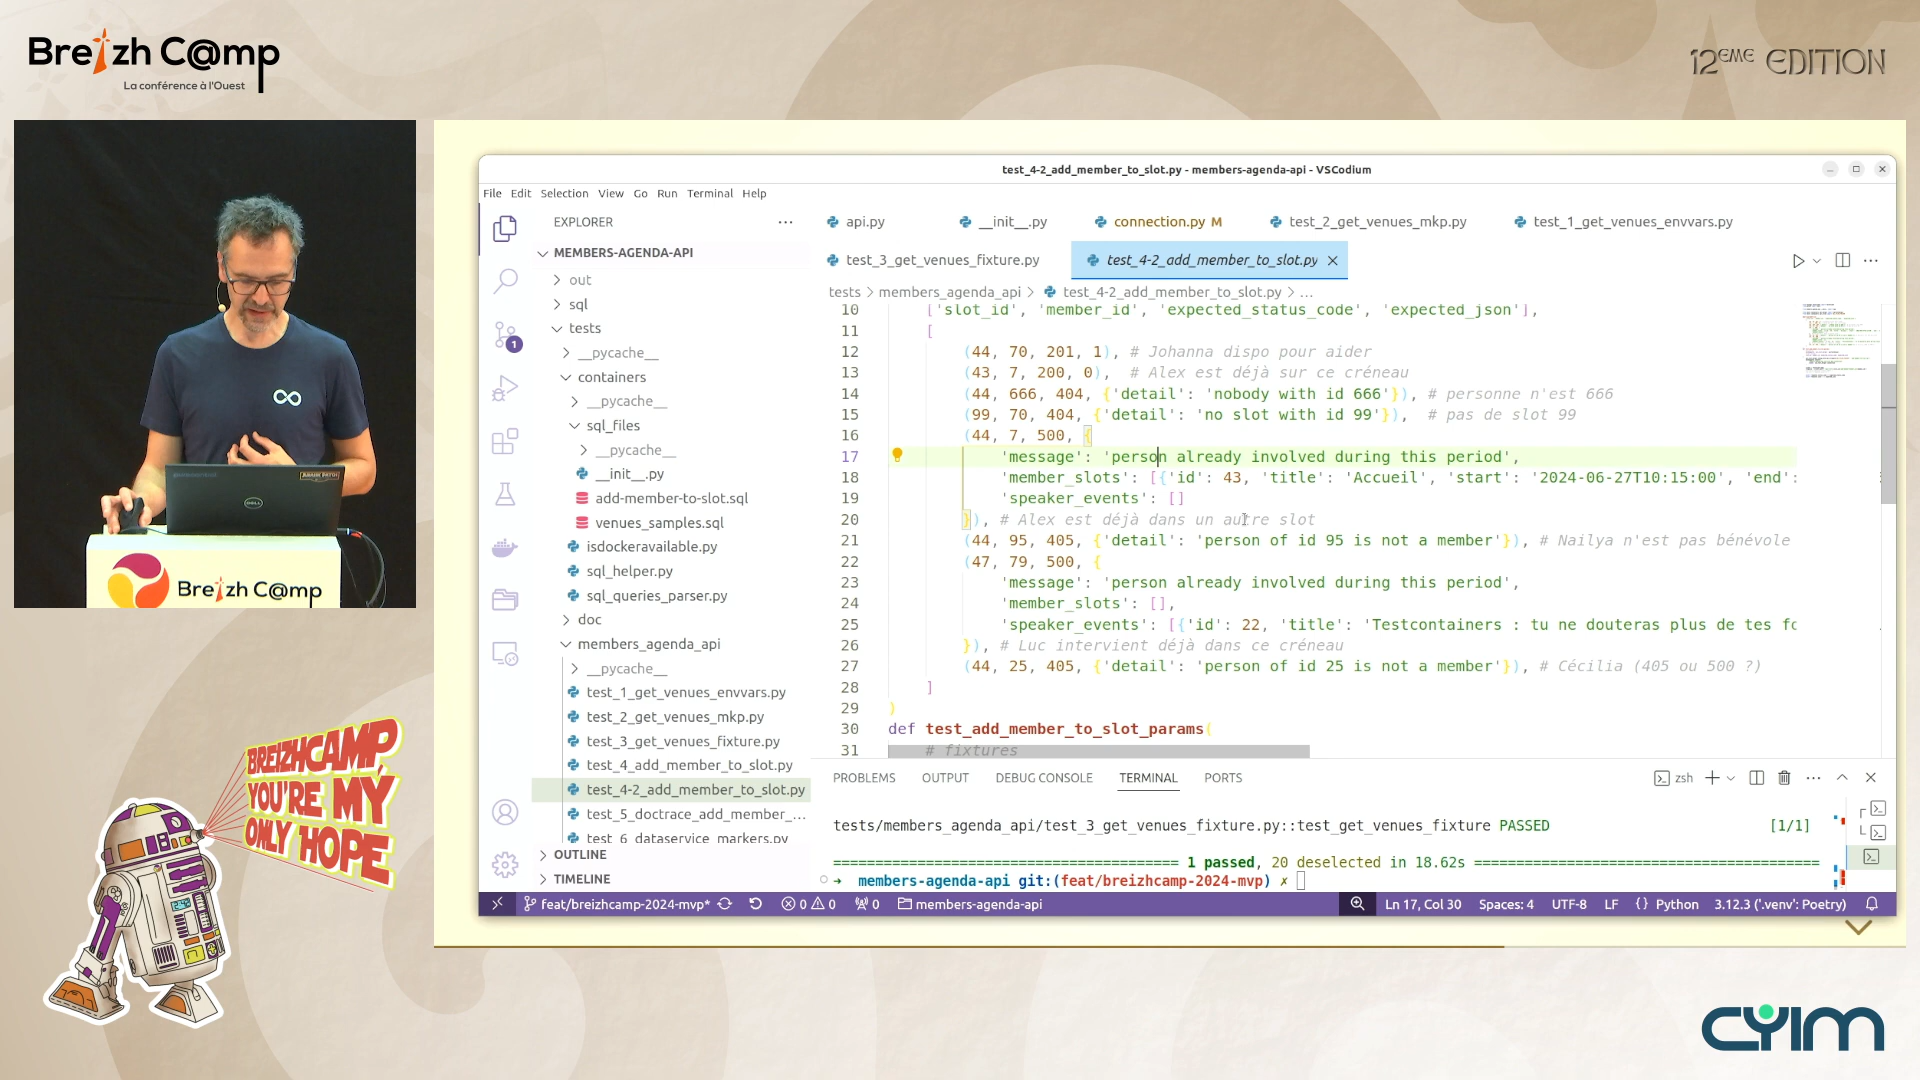 Breizh C@mp
La conférence à l'Ouest
12EME EDITION
Breizh C@mp
BREIZHCAMP,
YOU'RE MY
ONLY HOPE
test_4-2_add_member_to_slot.py - members-agenda-api - VSCodium
File Edit Selection View Go Run Terminal Help
EXPLORER
MEMBERS-AGENDA-API
out
sql
tests
__pycache__
containers
__pycache__
sql_files
__pycache__
__init__.py
add-member-to-slot.sql
venues_samples.sql
isdockeravailable.py
sql_helper.py
sql_queries_parser.py
doc
members_agenda_api
__pycache__
test_1_get_venues_envvars.py
test_2_get_venues_mkp.py
test_3_get_venues_fixture.py
test_4_add_member_to_slot.py
test_4-2_add_member_to_slot.py
test_5_doctrace_add_member_...
test_6_dataservice_markers.py
OUTLINE
TIMELINE
1
api.py __init__.py connection.py M test_2_get_venues_mkp.py test_1_get_venues_envvars.py
test_3_get_venues_fixture.py test_4-2_add_member_to_slot.py
tests > members_agenda_api > test_4-2_add_member_to_slot.py > ...
10 ['slot_id', 'member_id', 'expected_status_code', 'expected_json'],
11 [
12 (44, 70, 201, 1), # Johanna dispo pour aider
13 (43, 7, 200, 0), # Alex est déjà sur ce créneau
14 (44, 666, 404, {'detail': 'nobody with id 666'}), # personne n'est 666
15 (99, 70, 404, {'detail': 'no slot with id 99'}), # pas de slot 99
16 (44, 7, 500, {
17 'message': 'person already involved during this period',
18 'member_slots': [{'id': 43, 'title': 'Accueil', 'start': '2024-06-27T10:15:00', 'end':
19 'speaker_events': []
20 }), # Alex est déjà dans un autre slot
21 (44, 95, 405, {'detail': 'person of id 95 is not a member'}), # Nailya n'est pas bénévole
22 (47, 79, 500, {
23 'message': 'person already involved during this period',
24 'member_slots': [],
25 'speaker_events': [{'id': 22, 'title': 'Testcontainers : tu ne douteras plus de tes fo
26 }), # Luc intervient déjà dans ce créneau
27 (44, 25, 405, {'detail': 'person of id 25 is not a member'}), # Cécilia (405 ou 500 ?)
28 ]
29 )
30 def test_add_member_to_slot_params(
31 # fixtures
PROBLEMS OUTPUT DEBUG CONSOLE TERMINAL PORTS
zsh
tests/members_agenda_api/test_3_get_venues_fixture.py::test_get_venues_fixture PASSED [1/1]
1 passed, 20 deselected in 18.62s
members-agenda-api git:(feat/breizhcamp-2024-mvp) ✗
feat/breizhcamp-2024-mvp* 0 0 0 members-agenda-api Ln 17, Col 30 Spaces: 4 UTF-8 LF {} Python 3.12.3 ('.venv': Poetry)
CYIM